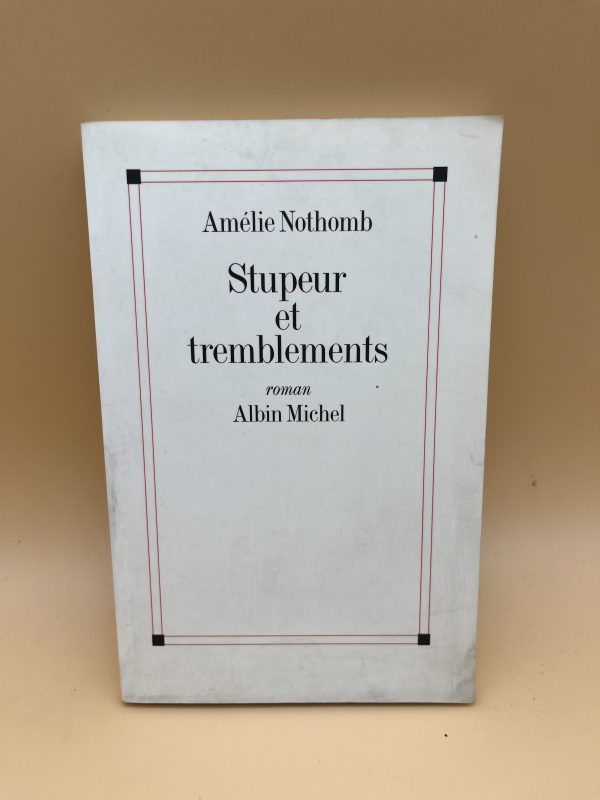 Amélie Nothomb
Stupeur
et
tremblements
roman
Albin Michel